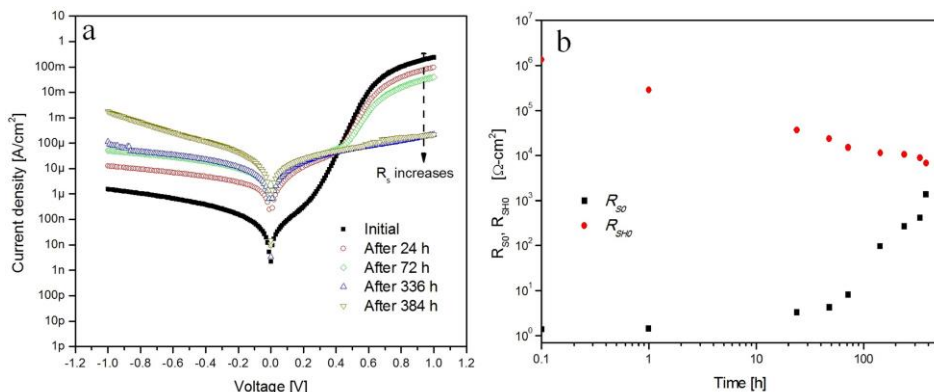 a
10
1
100m
10m
1m
100µ
10µ
1µ
100n
10n
1n
100p
10p
1p
Current density [A/cm²]
-1.2 -1.0 -0.8 -0.6 -0.4 -0.2 0.0 0.2 0.4 0.6 0.8 1.0 1.2
Voltage [V]
Rs increases
Initial
After 24 h
After 72 h
After 336 h
After 384 h
b
10⁶
10⁵
10⁴
10³
10²
10¹
10⁰
RS0, RSH0 [Ω-cm²]
RS0
RSH0
0.1 1 10 100
Time [h]